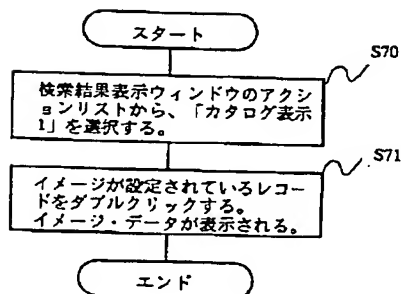 スタート
S70
検索結果表示ウィンドウのアクシ
ョンリストから、「カタログ表示
1」を選択する。
S71
イメージが設定されているレコー
ドをダブルクリックする。
イメージ・データが表示される。
エンド